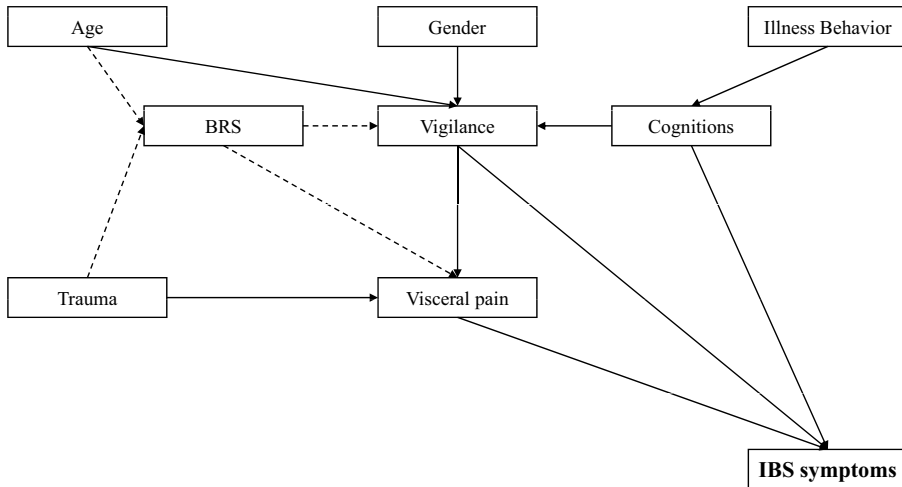 Age
Gender
Illness Behavior
BRS
Vigilance
Cognitions
Trauma
Visceral pain
IBS symptoms